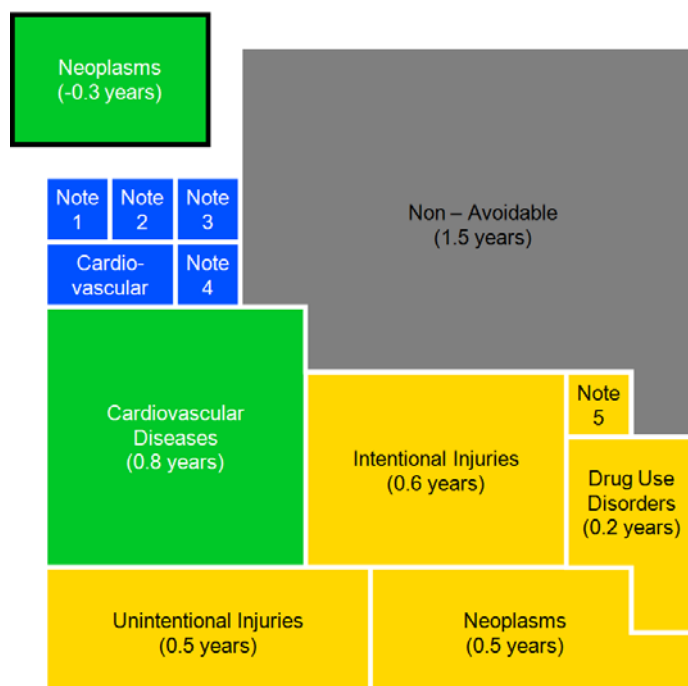 Neoplasms
(-0.3 years)
Non – Avoidable
(1.5 years)
Note
1
Note
2
Note
3
Cardio-
vascular
Note
4
Cardiovascular
Diseases
(0.8 years)
Intentional Injuries
(0.6 years)
Note
5
Drug Use
Disorders
(0.2 years)
Unintentional Injuries
(0.5 years)
Neoplasms
(0.5 years)